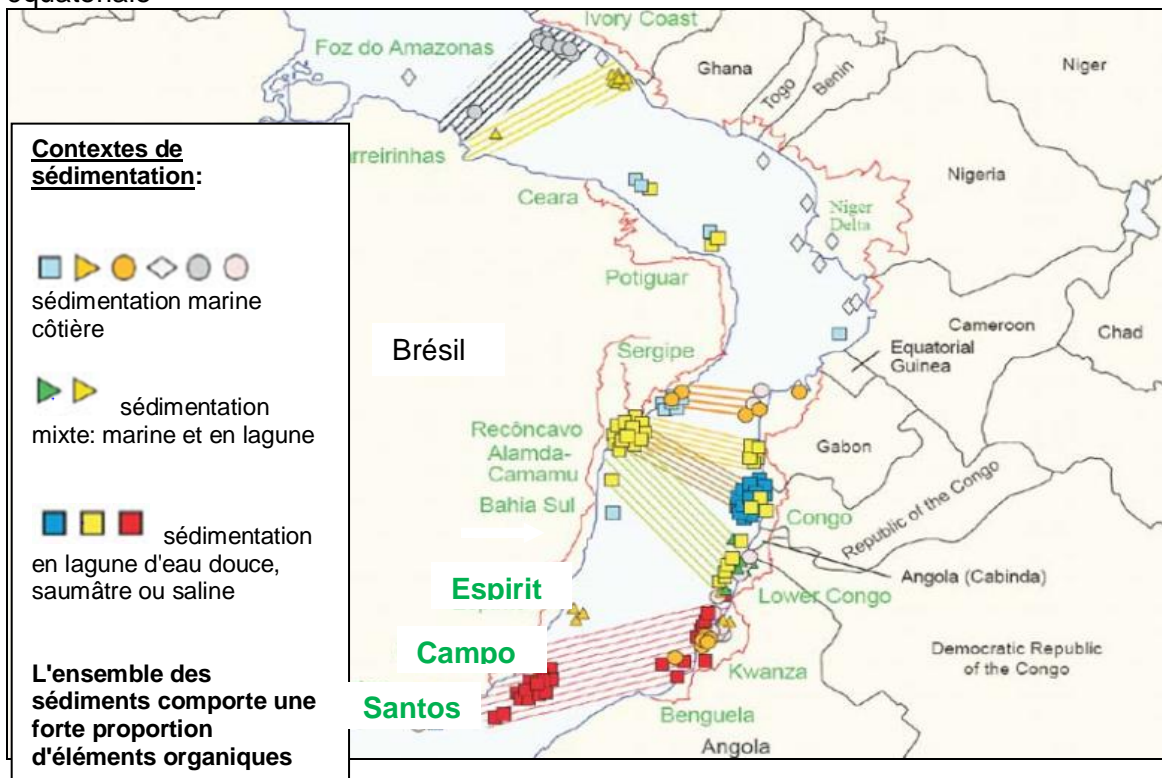 équatoriais
Ivory Coast
Foz do Amazonas
Ghana
Togo
Benin
Niger
Contextes de
sédimentation:
rreirinhas
Nigeria
Ceara
Niger
Delta
sédimentation marine
côtière
Potiguar
Cameroon
Chad
Brésil
Equatorial
Guinea
Sergipe
sédimentation
mixte: marine et en lagune
Recôncavo
Alamda-
Camamu
Gabon
Bahia Sul
Congo
Republic of the Congo
sédimentation
en lagune d'eau douce,
saumâtre ou saline
Angola (Cabinda)
Espirit
Lower Congo
Democratic Republic
of the Congo
Campo
Kwanza
L'ensemble des
sédiments comporte une
forte proportion
d'éléments organiques
Santos
Benguela
Angola